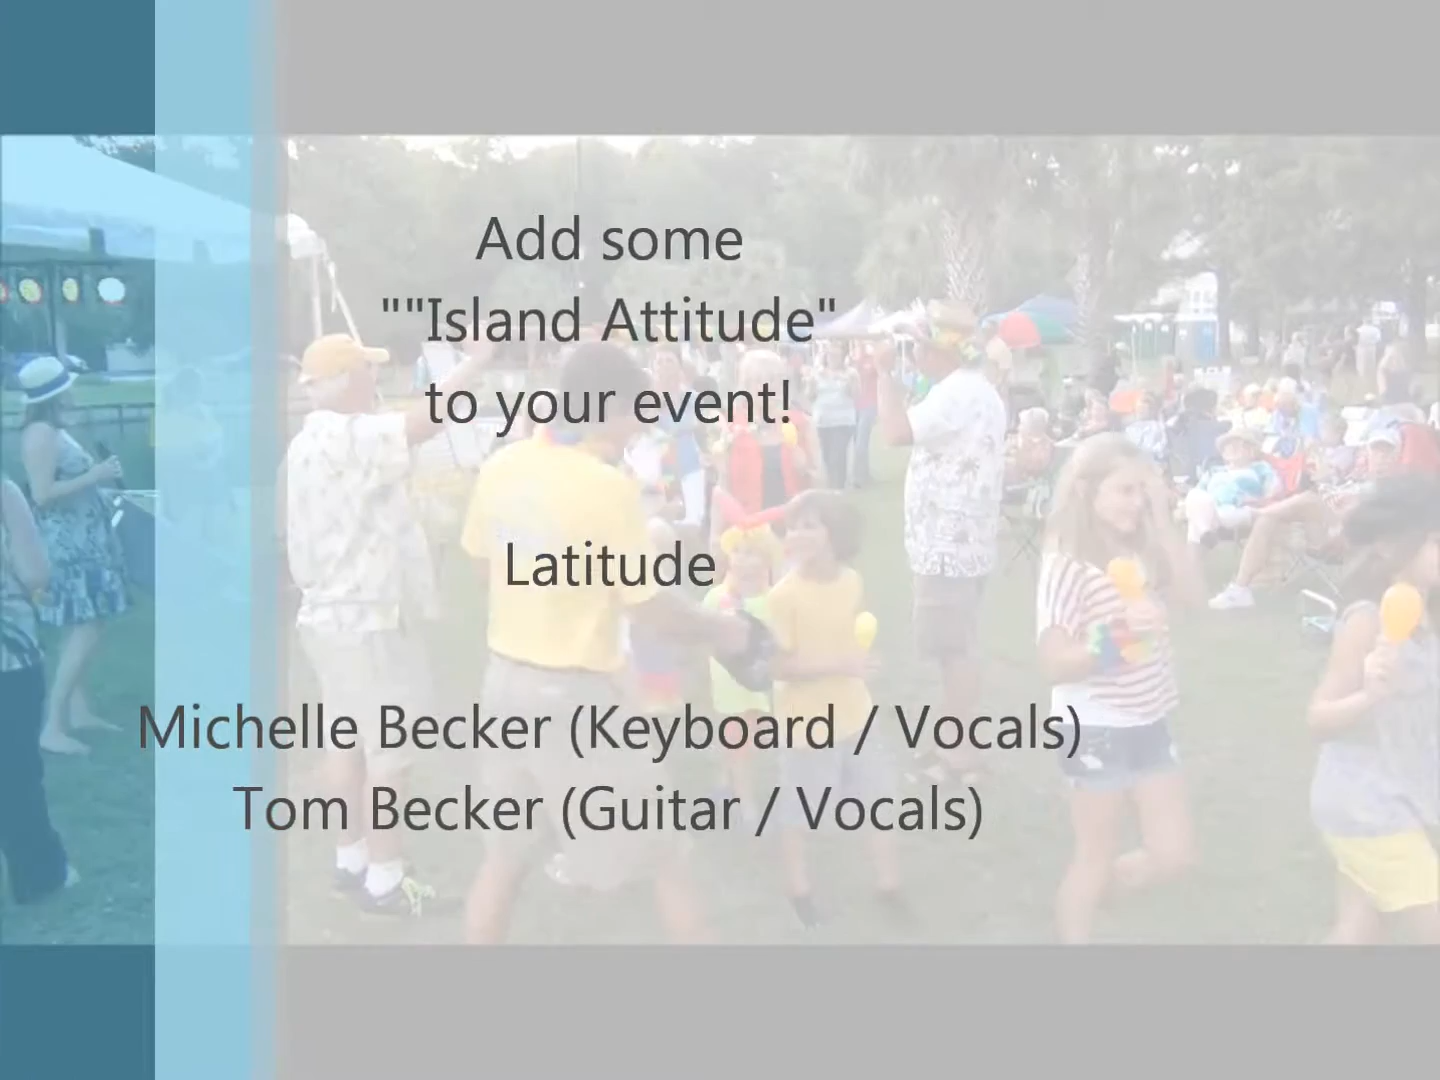 Add some
""Island Attitude"
to your event!
Latitude
Michelle Becker (Keyboard / Vocals)
Tom Becker (Guitar / Vocals)